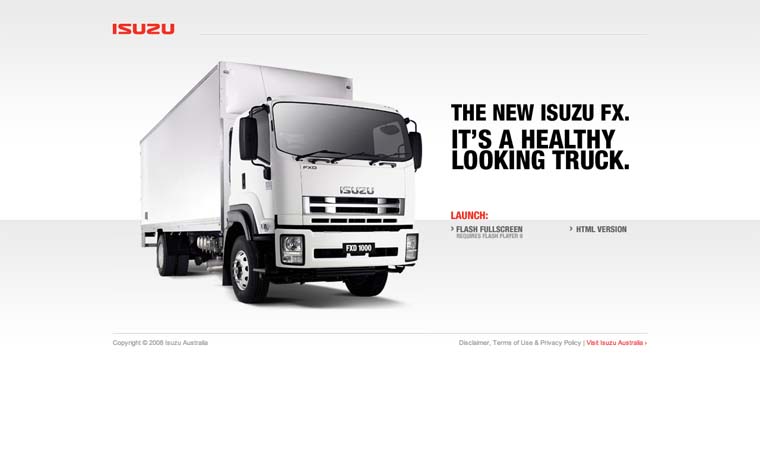 ISUZU
THE NEW ISUZU FX.
IT'S A HEALTHY
LOOKING TRUCK.
FXD
ISUZU
FXD 1000
LAUNCH:
› FLASH FULLSCREEN
REQUIRES FLASH PLAYER 8
› HTML VERSION
Copyright © 2008 Isuzu Australia
Disclaimer, Terms of Use & Privacy Policy | Visit Isuzu Australia ›